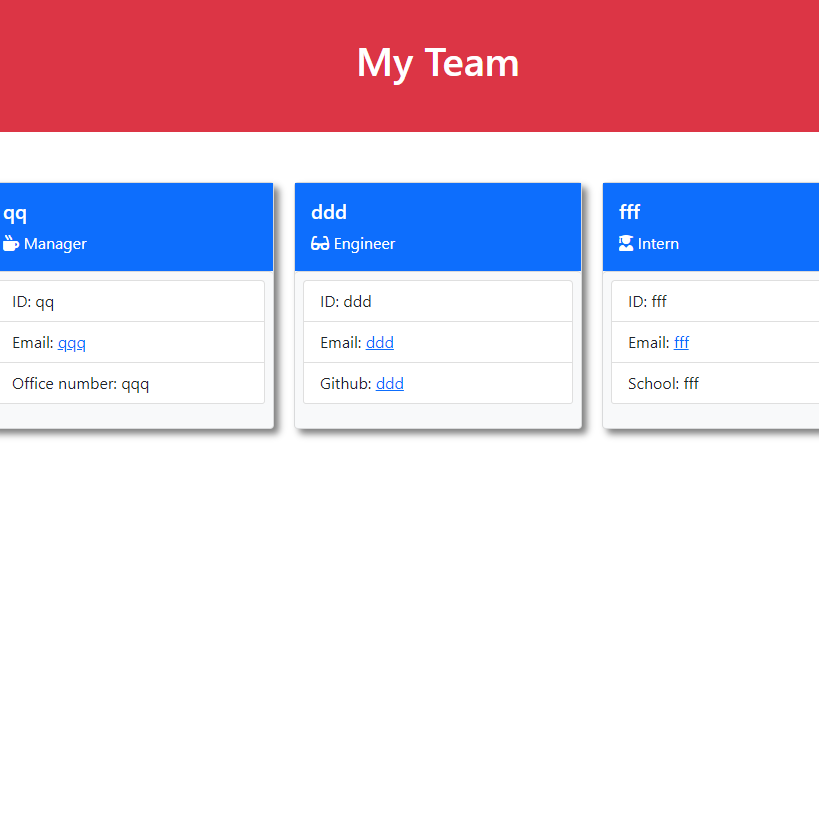 My Team
qq
Manager
ID: qq
Email: qqq
Office number: qqq
ddd
Engineer
ID: ddd
Email: ddd
Github: ddd
fff
Intern
ID: fff
Email: fff
School: fff